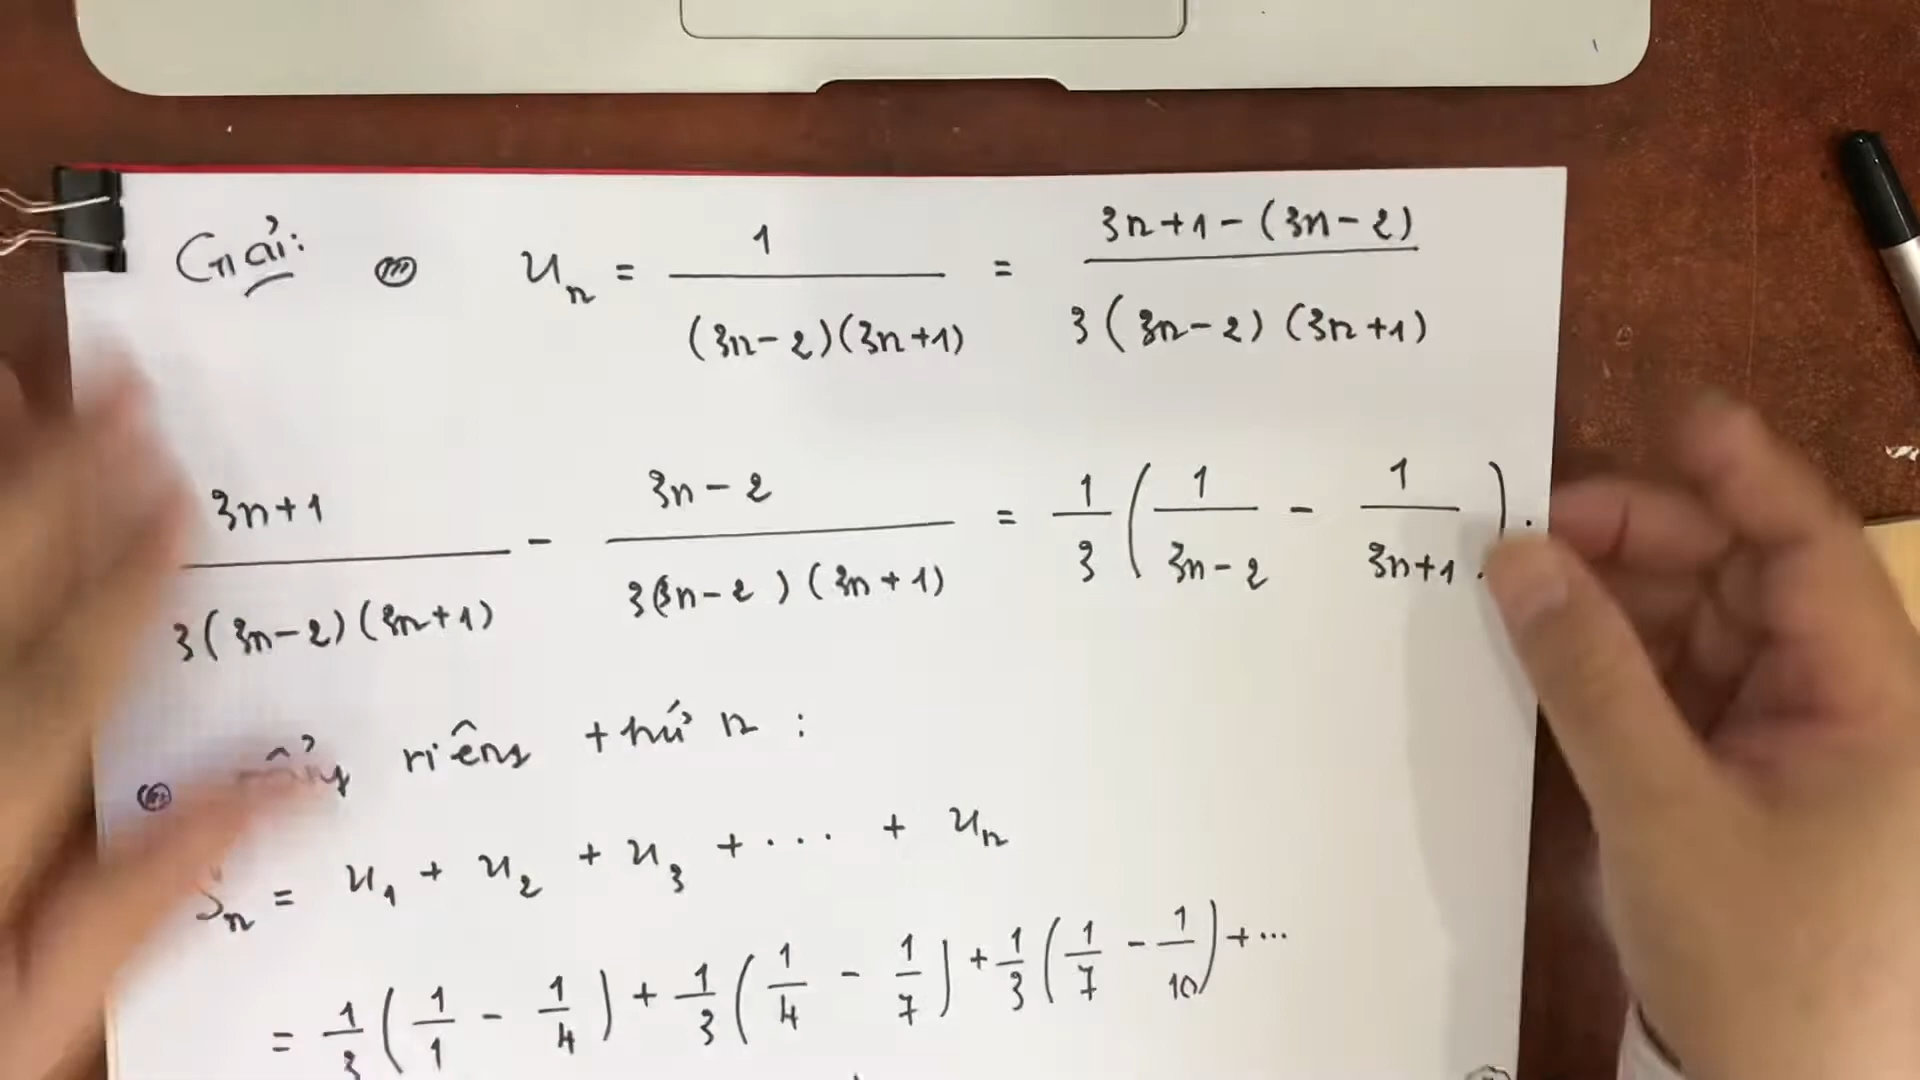 Giải: u_n = 1/((3n-2)(3n+1)) = (3n+1-(3n-2))/(3(3n-2)(3n+1))
(3n+1)/(3(3n-2)(3n+1)) - (3n-2)/(3(3n-2)(3n+1)) = 1/3 (1/(3n-2) - 1/(3n+1)).
riêng thứ n :
S_n = u_1 + u_2 + u_3 + ... + u_n
= 1/3 (1/1 - 1/4) + 1/3 (1/4 - 1/7) + 1/3 (1/7 - 1/10) + ...